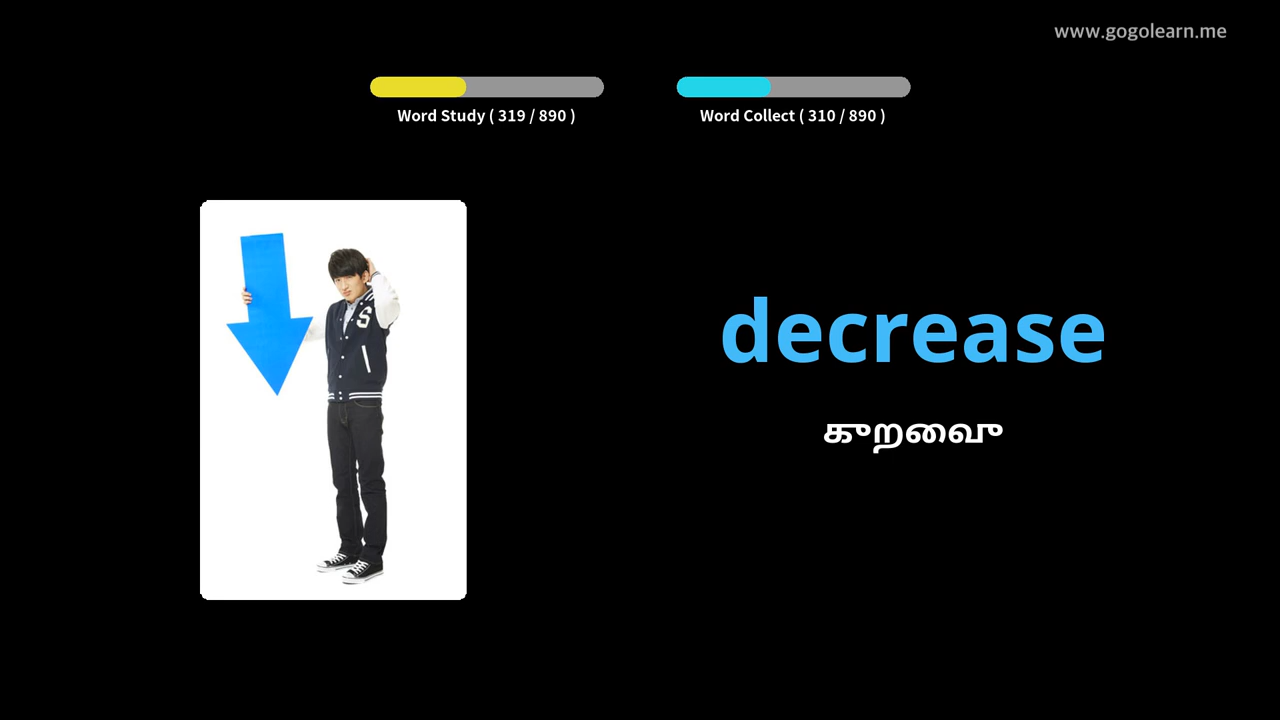 www.gogolearn.me
Word Study ( 319 / 890 )
Word Collect ( 310 / 890 )
decrease
குறைவு
S